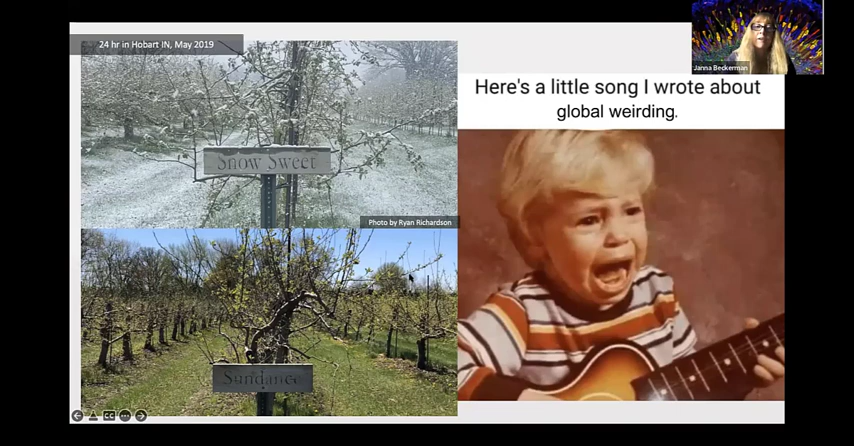 24 hr in Hobart IN, May 2019
Snow Sweet
Photo by Ryan Richardson
Sundance
Here's a little song I wrote about
global weirding.
Janna Beckerman
CC